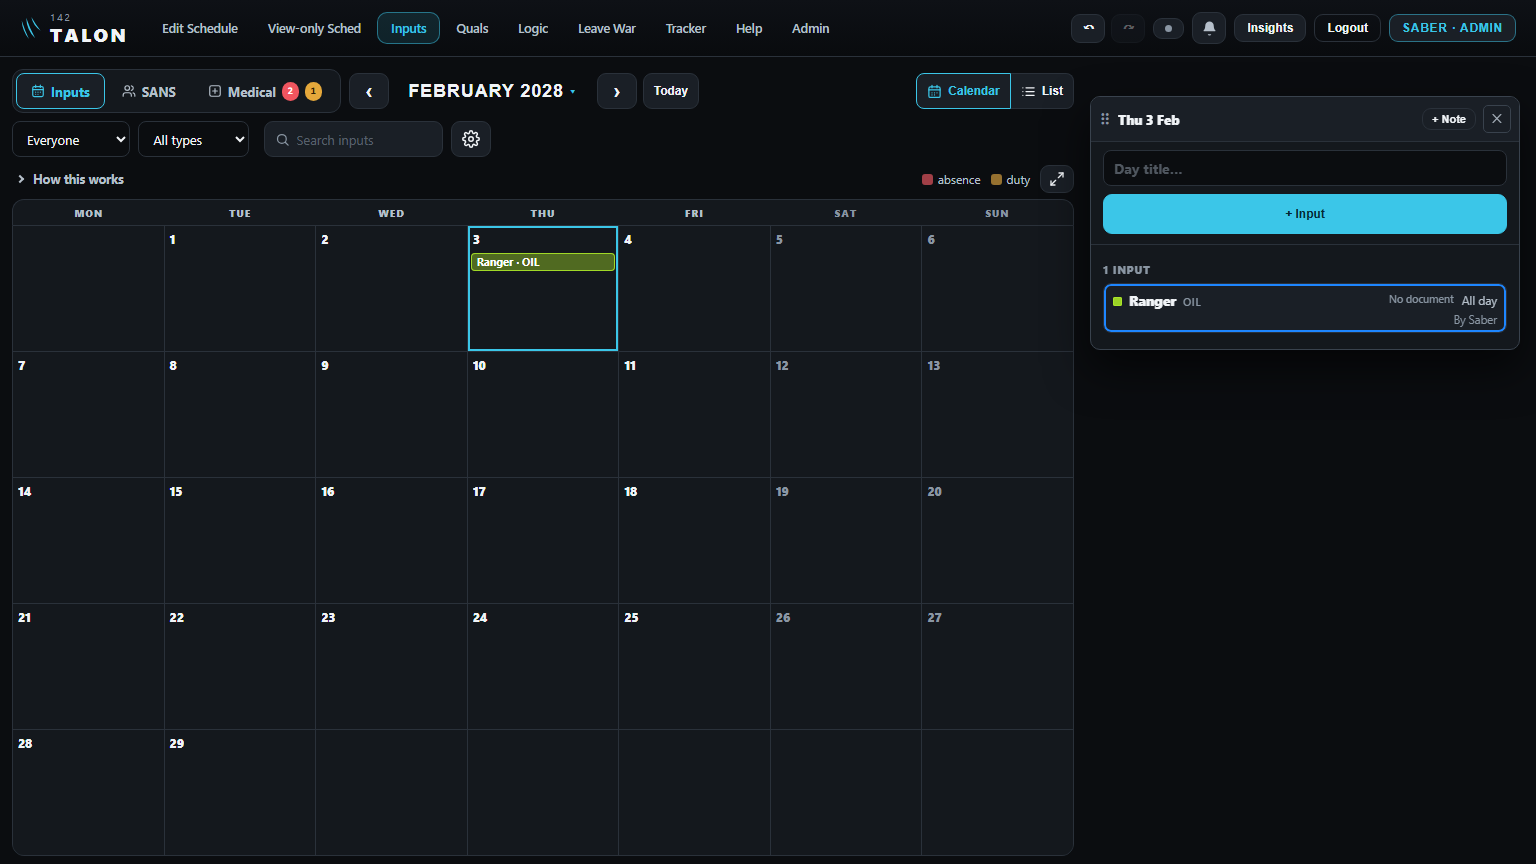 142
TALON
Edit Schedule
View-only Sched
Inputs
Quals
Logic
Leave War
Tracker
Help
Admin
Insights
Logout
SABER · ADMIN
Inputs
SANS
Medical 2 1
FEBRUARY 2028
Today
Calendar
List
Everyone
All types
Search inputs
How this works
absence
duty
MON TUE WED THU FRI SAT SUN
1 2 3 4 5 6
Ranger · OIL
7 8 9 10 11 12 13
14 15 16 17 18 19 20
21 22 23 24 25 26 27
28 29
Thu 3 Feb
+ Note
Day title...
+ Input
1 INPUT
Ranger OIL No document All day
By Saber